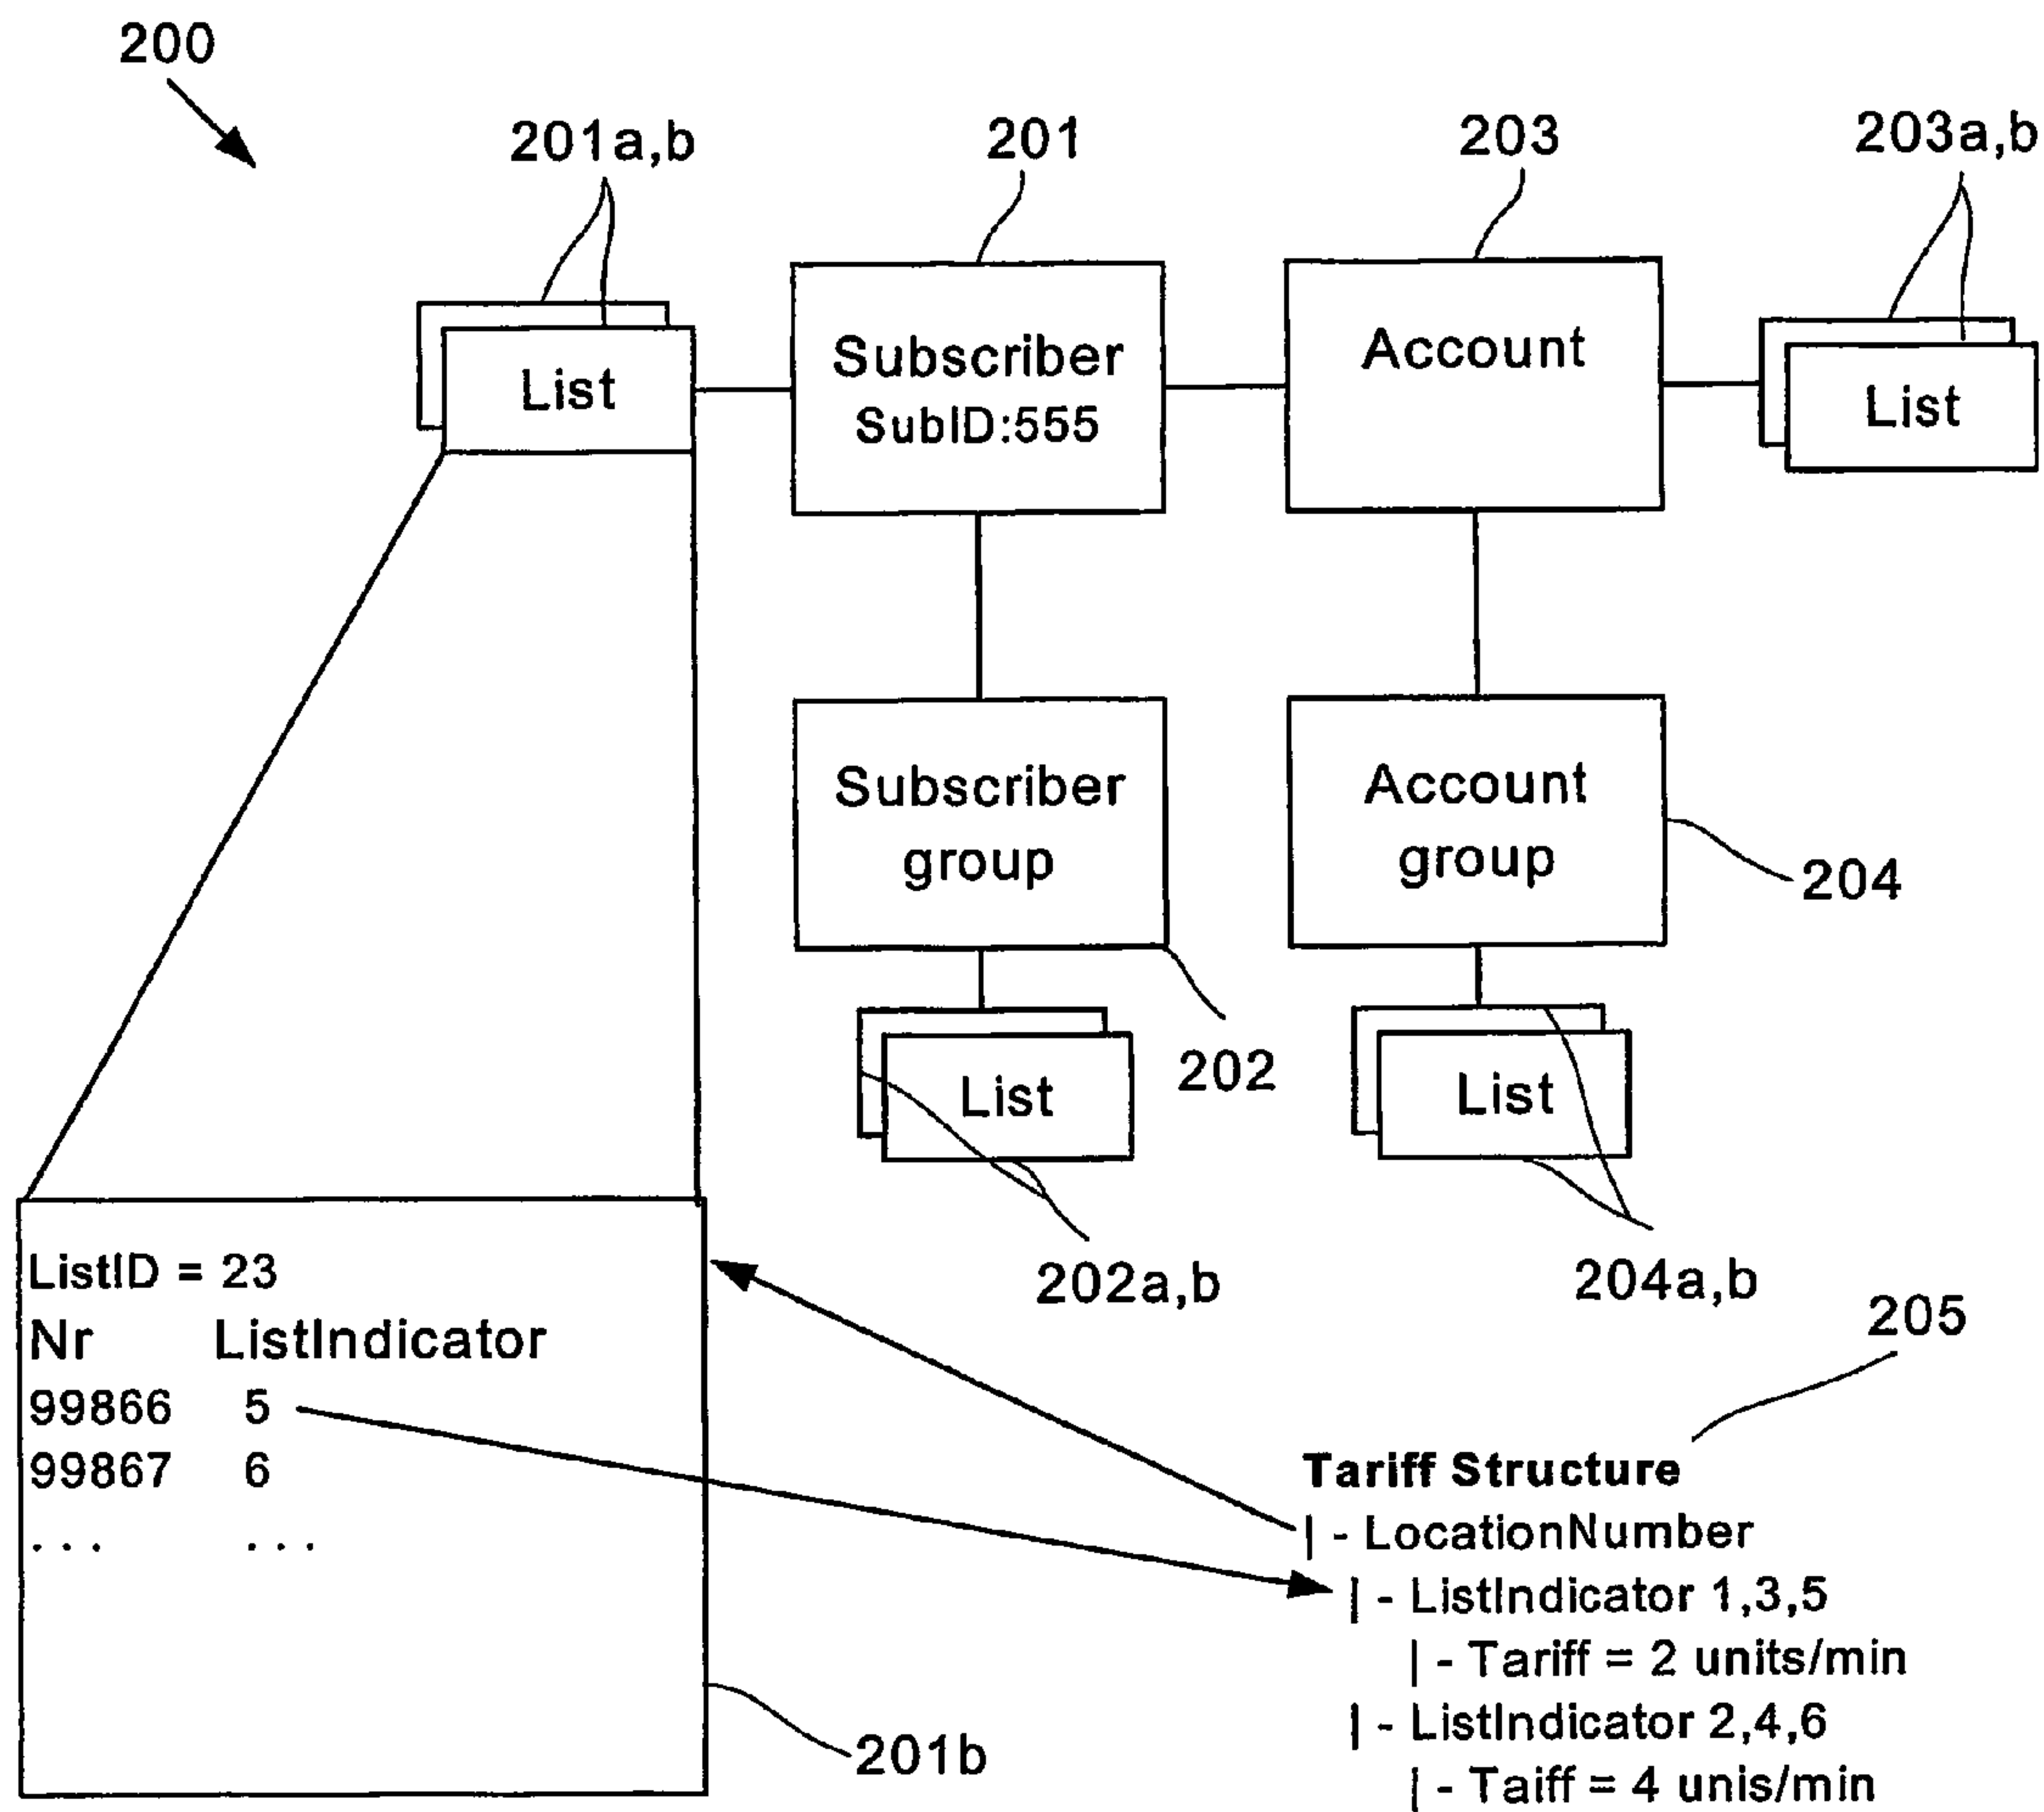 200
201a,b
201
203
203a,b
List
Subscriber
SubID:555
Account
List
Subscriber
group
Account
group
204
202
List
List
202a,b
204a,b
205
ListID = 23
Nr ListIndicator
99866 5
99867 6
... ...
201b
Tariff Structure
| - LocationNumber
| - ListIndicator 1,3,5
| - Tariff = 2 units/min
| - ListIndicator 2,4,6
| - Taiff = 4 unis/min